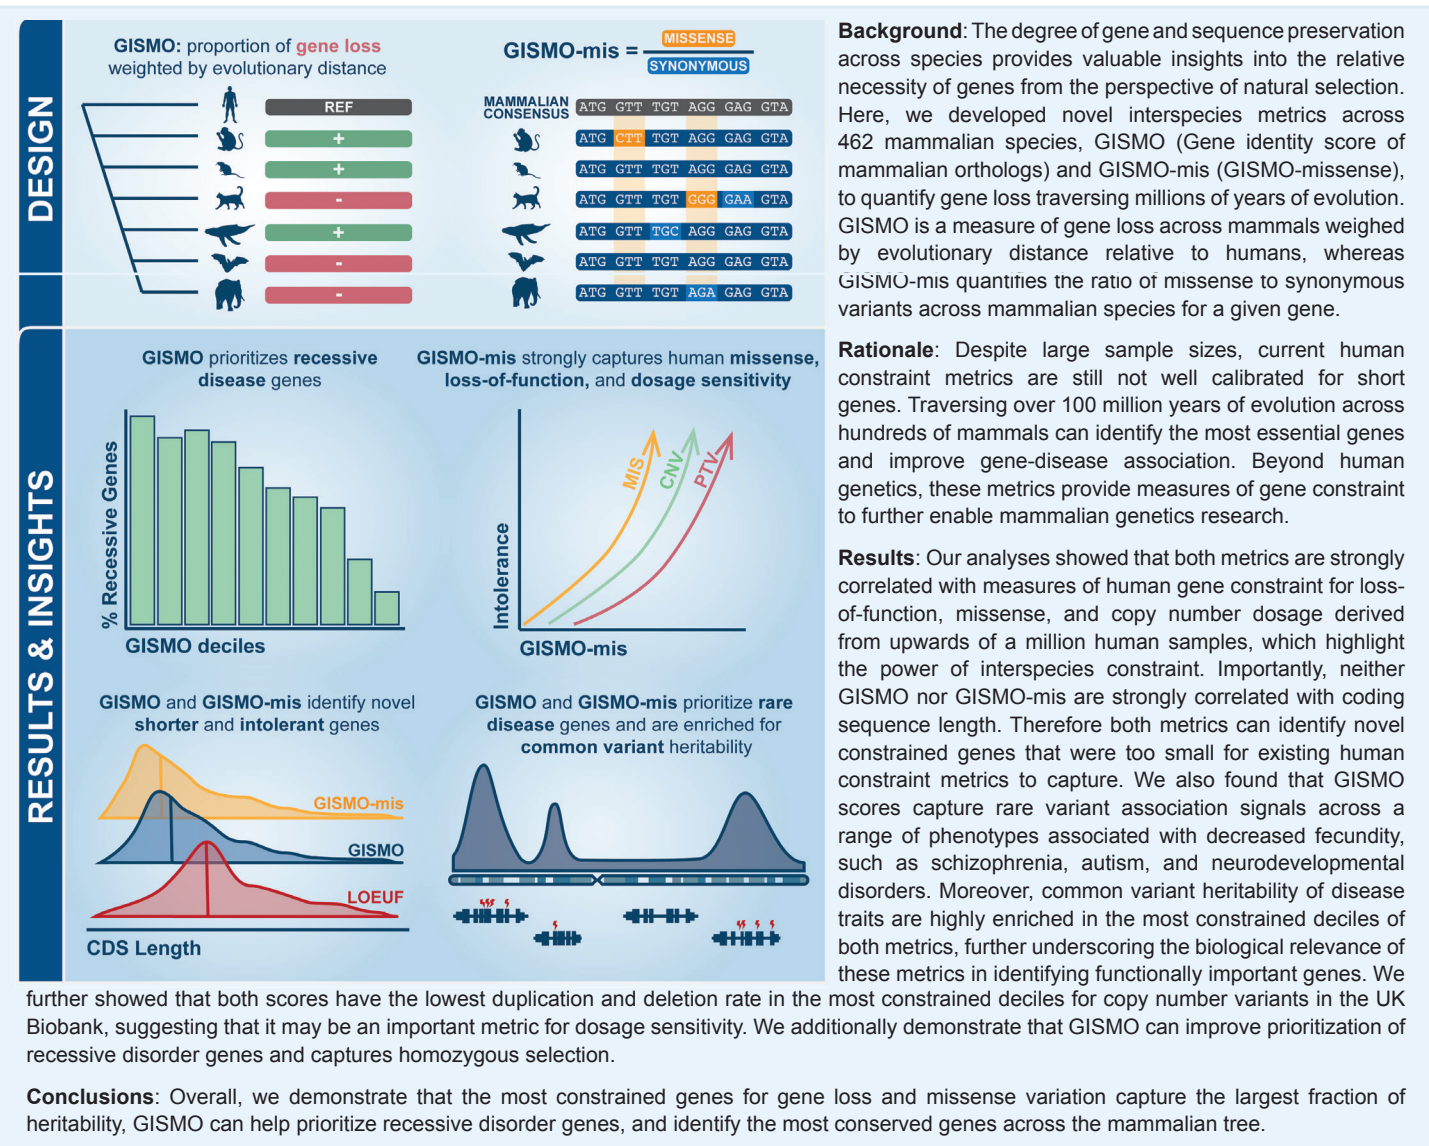 DESIGN
GISMO: proportion of gene loss
weighted by evolutionary distance
REF
+
+
-
+
-
-
GISMO-mis = MISSENSE
SYNONYMOUS
MAMMALIAN
CONSENSUS
ATG GTT TGT AGG GAG GTA
ATG CTT TGT AGG GAG GTA
ATG GTT TGT AGG GAG GTA
ATG GTT TGT GGG GAA GTA
ATG GTT TGC AGG GAG GTA
ATG GTT TGT AGG GAG GTA
ATG GTT TGT AGA GAG GTA
RESULTS & INSIGHTS
GISMO prioritizes recessive
disease genes
% Recessive Genes
GISMO deciles
GISMO-mis strongly captures human missense,
loss-of-function, and dosage sensitivity
Intolerance
MIS
CNV
PTV
GISMO-mis
GISMO and GISMO-mis identify novel
shorter and intolerant genes
GISMO-mis
GISMO
LOEUF
CDS Length
GISMO and GISMO-mis prioritize rare
disease genes and are enriched for
common variant heritability
Background: The degree of gene and sequence preservation
across species provides valuable insights into the relative
necessity of genes from the perspective of natural selection.
Here, we developed novel interspecies metrics across
462 mammalian species, GISMO (Gene identity score of
mammalian orthologs) and GISMO-mis (GISMO-missense),
to quantify gene loss traversing millions of years of evolution.
GISMO is a measure of gene loss across mammals weighed
by evolutionary distance relative to humans, whereas
GISMO-mis quantifies the ratio of missense to synonymous
variants across mammalian species for a given gene.
Rationale: Despite large sample sizes, current human
constraint metrics are still not well calibrated for short
genes. Traversing over 100 million years of evolution across
hundreds of mammals can identify the most essential genes
and improve gene-disease association. Beyond human
genetics, these metrics provide measures of gene constraint
to further enable mammalian genetics research.
Results: Our analyses showed that both metrics are strongly
correlated with measures of human gene constraint for loss-
of-function, missense, and copy number dosage derived
from upwards of a million human samples, which highlight
the power of interspecies constraint. Importantly, neither
GISMO nor GISMO-mis are strongly correlated with coding
sequence length. Therefore both metrics can identify novel
constrained genes that were too small for existing human
constraint metrics to capture. We also found that GISMO
scores capture rare variant association signals across a
range of phenotypes associated with decreased fecundity,
such as schizophrenia, autism, and neurodevelopmental
disorders. Moreover, common variant heritability of disease
traits are highly enriched in the most constrained deciles of
both metrics, further underscoring the biological relevance of
these metrics in identifying functionally important genes. We
further showed that both scores have the lowest duplication and deletion rate in the most constrained deciles for copy number variants in the UK
Biobank, suggesting that it may be an important metric for dosage sensitivity. We additionally demonstrate that GISMO can improve prioritization of
recessive disorder genes and captures homozygous selection.
Conclusions: Overall, we demonstrate that the most constrained genes for gene loss and missense variation capture the largest fraction of
heritability, GISMO can help prioritize recessive disorder genes, and identify the most conserved genes across the mammalian tree.